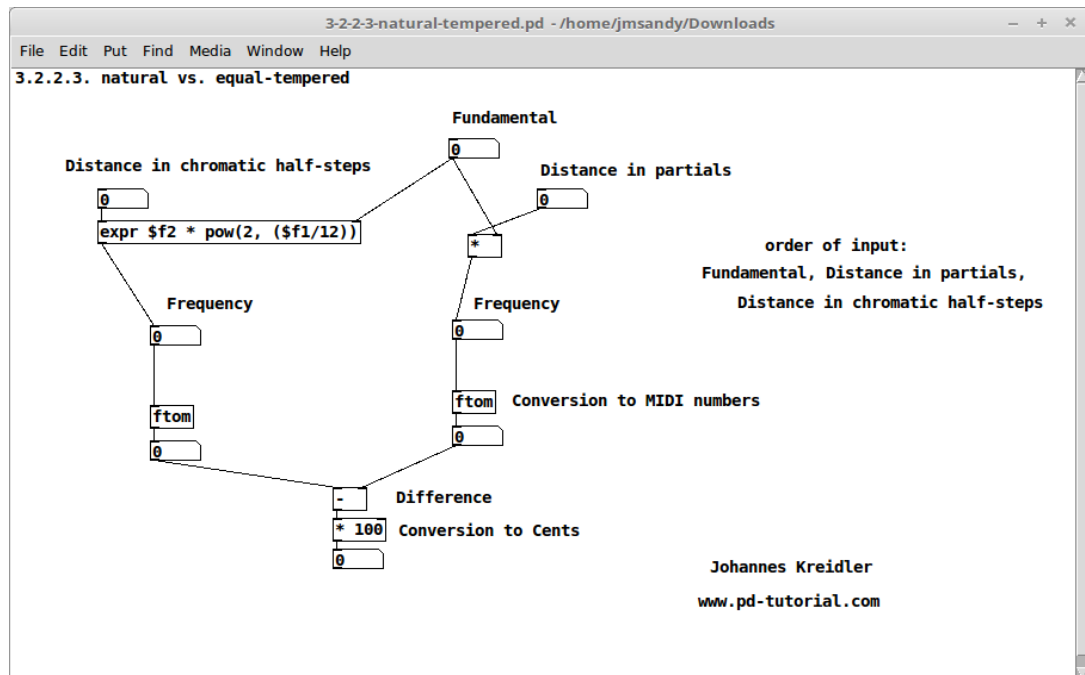 3-2-2-3-natural-tempered.pd - /home/jmsandy/Downloads
File Edit Put Find Media Window Help
3.2.2.3. natural vs. equal-tempered
Fundamental
0
Distance in chromatic half-steps
Distance in partials
0
0
expr $f2 * pow(2, ($f1/12))
*
order of input:
Fundamental, Distance in partials,
Distance in chromatic half-steps
Frequency
Frequency
0
0
ftom
ftom
Conversion to MIDI numbers
0
0
-
Difference
* 100
Conversion to Cents
0
Johannes Kreidler
www.pd-tutorial.com